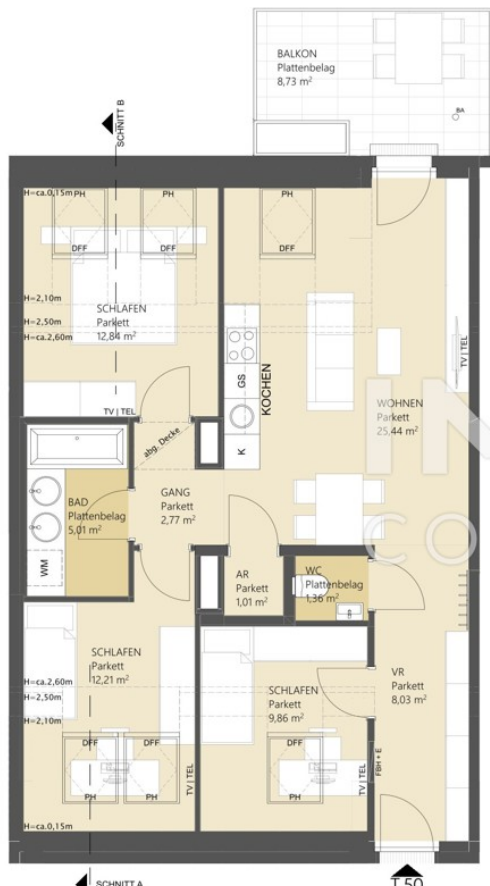 BALKON
Plattenbelag
8,73 m²
BA
SCHNITT B
H=ca.0,15m
PH
PH
PH
DFF
DFF
DFF
H=2,10m
H=2,50m
H=ca.2,60m
SCHLAFEN
Parkett
12,84 m²
TV | TEL
GS
KOCHEN
K
WOHNEN
Parkett
25,44 m²
TV | TEL
IN
CO
abg. Decke
BAD
Plattenbelag
5,01 m²
WM
GANG
Parkett
2,77 m²
AR
Parkett
1,01 m²
WC
Plattenbelag
1,36 m²
SCHLAFEN
Parkett
12,21 m²
H=ca.2,60m
H=2,50m
H=2,10m
SCHLAFEN
Parkett
9,86 m²
VR
Parkett
8,03 m²
DFF
DFF
DFF
PH
PH
PH
TV | TEL
TV | TEL
FBH + E
H=ca.0,15m
SCHNITT A
T.50